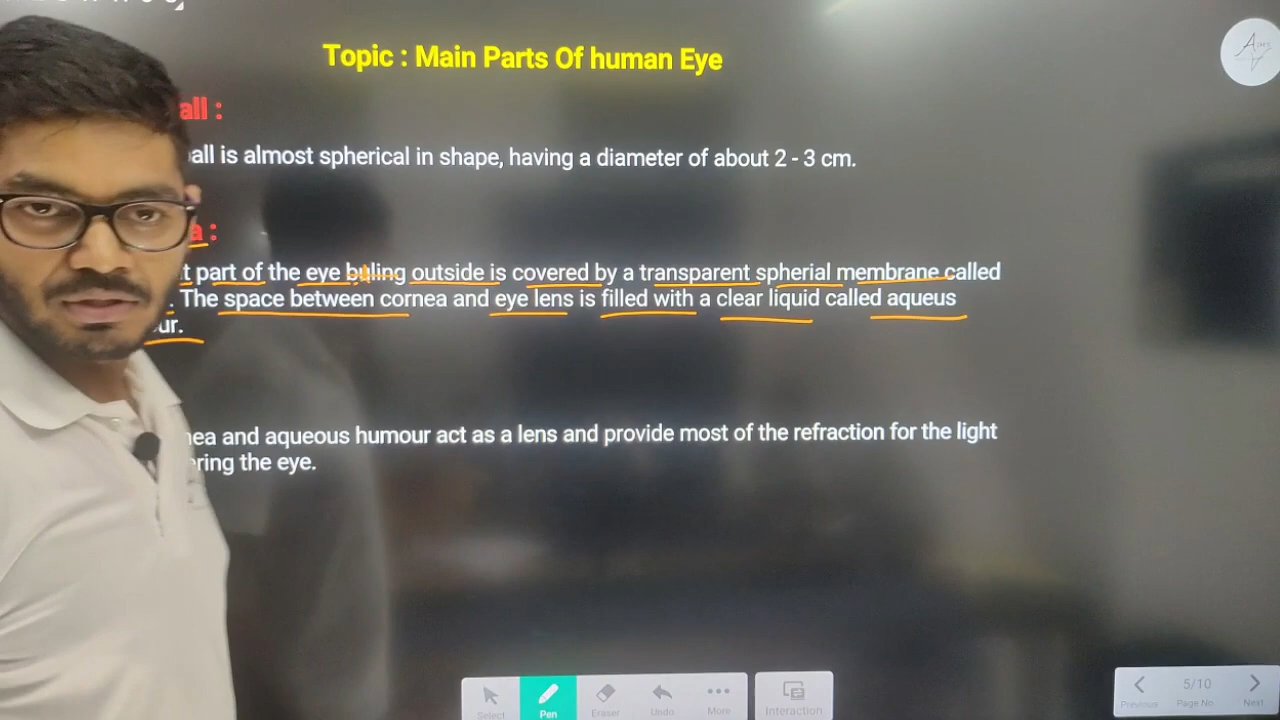 Topic : Main Parts Of human Eye
all :
ball is almost spherical in shape, having a diameter of about 2 - 3 cm.
a :
t part of the eye buling outside is covered by a transparent spherial membrane called
. The space between cornea and eye lens is filled with a clear liquid called aqueus
ur.
nea and aqueous humour act as a lens and provide most of the refraction for the light
ring the eye.
Select Pen Eraser Undo More Interaction
Previous 5/10 Page No. Next